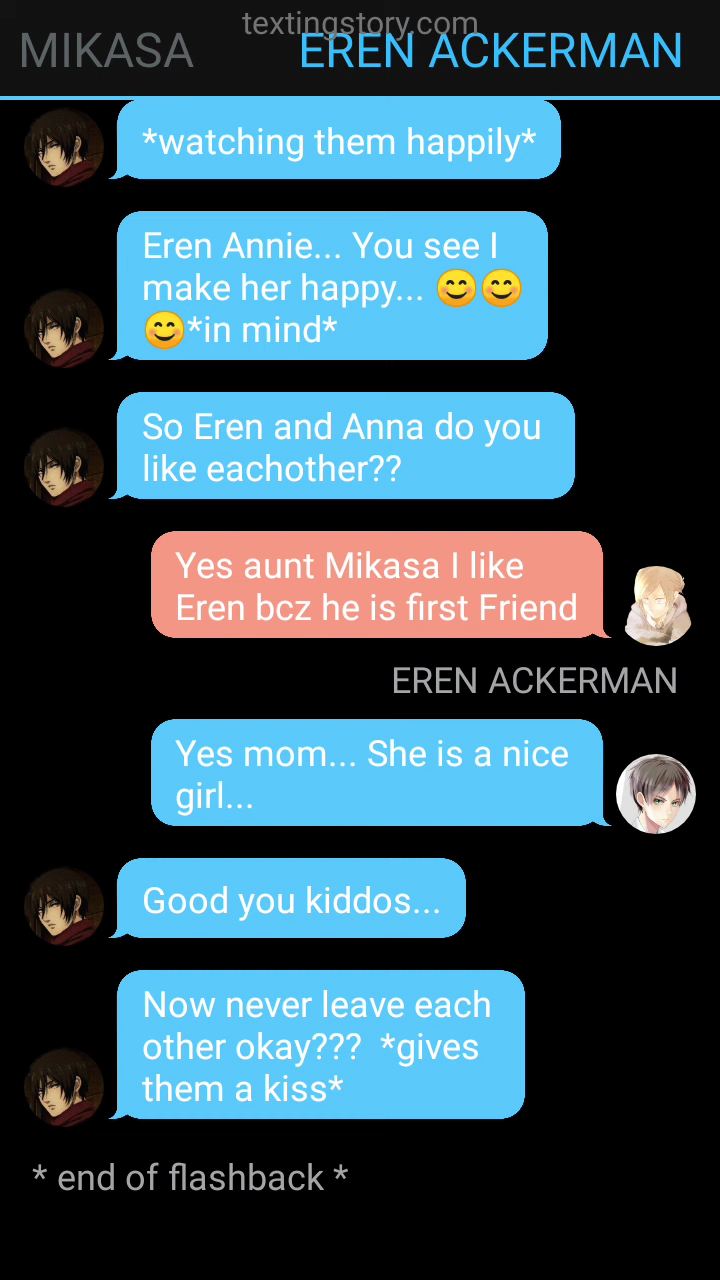 textingstory.com
MIKASA
EREN ACKERMAN
*watching them happily*
Eren Annie... You see I
make her happy... 😊😊
😊*in mind*
So Eren and Anna do you
like eachother??
Yes aunt Mikasa I like
Eren bcz he is first Friend
EREN ACKERMAN
Yes mom... She is a nice
girl...
Good you kiddos...
Now never leave each
other okay???  *gives
them a kiss*
* end of flashback *